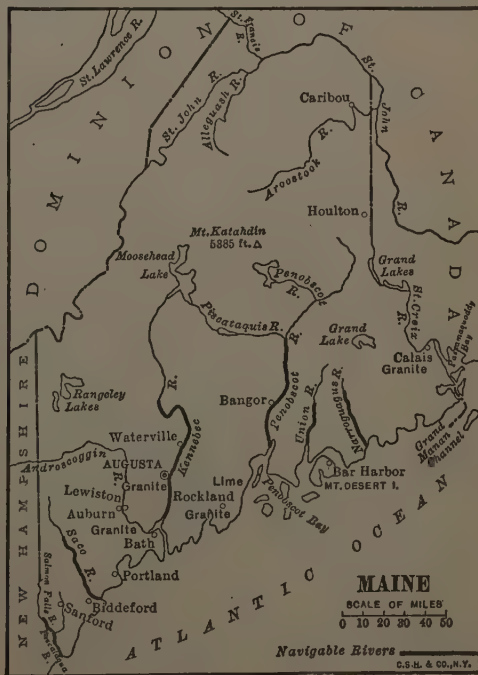 DOMINION OF CANADA
St. Lawrence R.
St. Francis R.
St. John R.
Alleguash R.
St. John R.
Caribou
Aroostook R.
Houlton
Mt. Katahdin
5385 ft. Δ
Moosehead Lake
Penobscot R.
Grand Lakes
St. Croix R.
Piscataquis R.
Grand Lake
Passamaquoddy Bay
Calais
Granite
NEW HAMPSHIRE
Rangeley Lakes
R.
Bangor
Penobscot R.
Union R.
Narraguagus R.
Grand Manan Channel
Waterville
Kennebec
Androscoggin R.
AUGUSTA
Granite
Lime
Rockland
Granite
Bar Harbor
MT. DESERT I.
Penobscot Bay
Lewiston
Auburn
Granite
Bath
Saco R.
Portland
Biddeford
Sanford
Salmon Falls R.
Piscataqua R.
ATLANTIC OCEAN
MAINE
SCALE OF MILES
0 10 20 30 40 50
Navigable Rivers
C.S.H. & CO., N.Y.